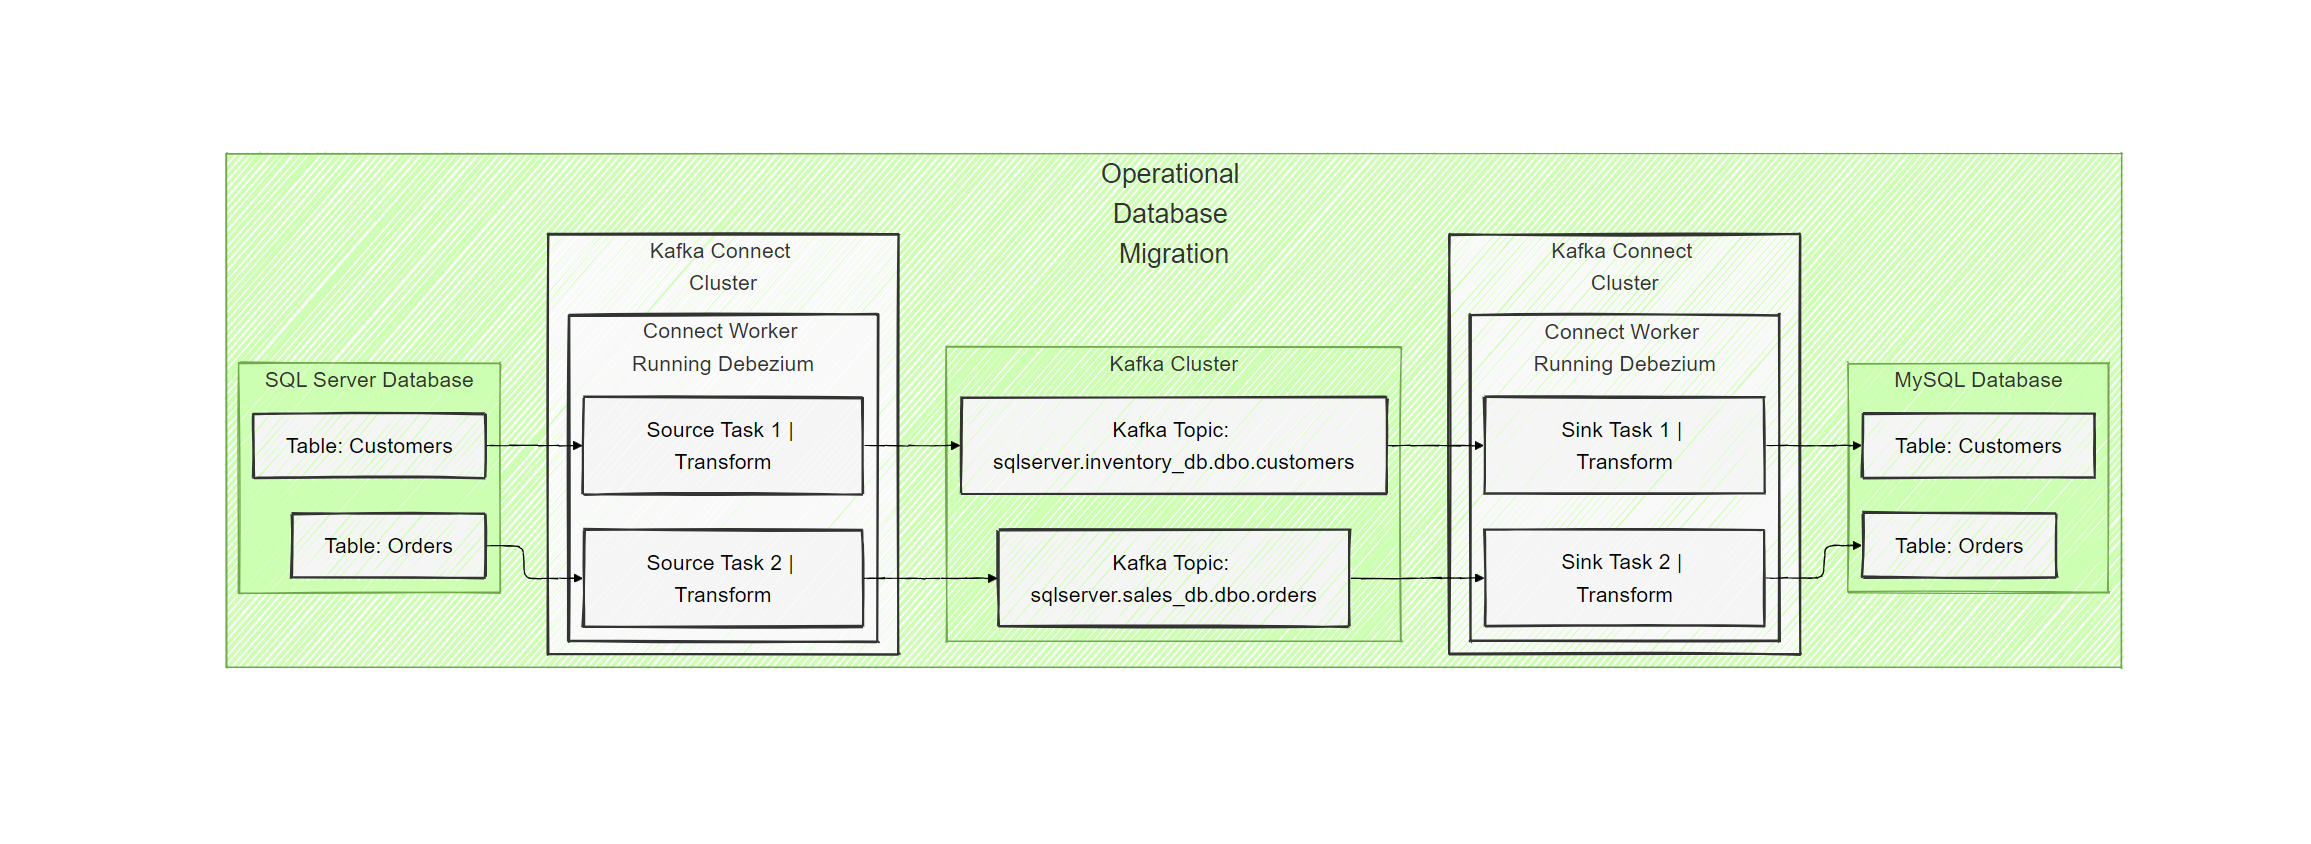 Operational
Database
Migration
SQL Server Database
Table: Customers
Table: Orders
Kafka Connect
Cluster
Connect Worker
Running Debezium
Source Task 1 |
Transform
Source Task 2 |
Transform
Kafka Cluster
Kafka Topic:
sqlserver.inventory_db.dbo.customers
Kafka Topic:
sqlserver.sales_db.dbo.orders
Kafka Connect
Cluster
Connect Worker
Running Debezium
Sink Task 1 |
Transform
Sink Task 2 |
Transform
MySQL Database
Table: Customers
Table: Orders